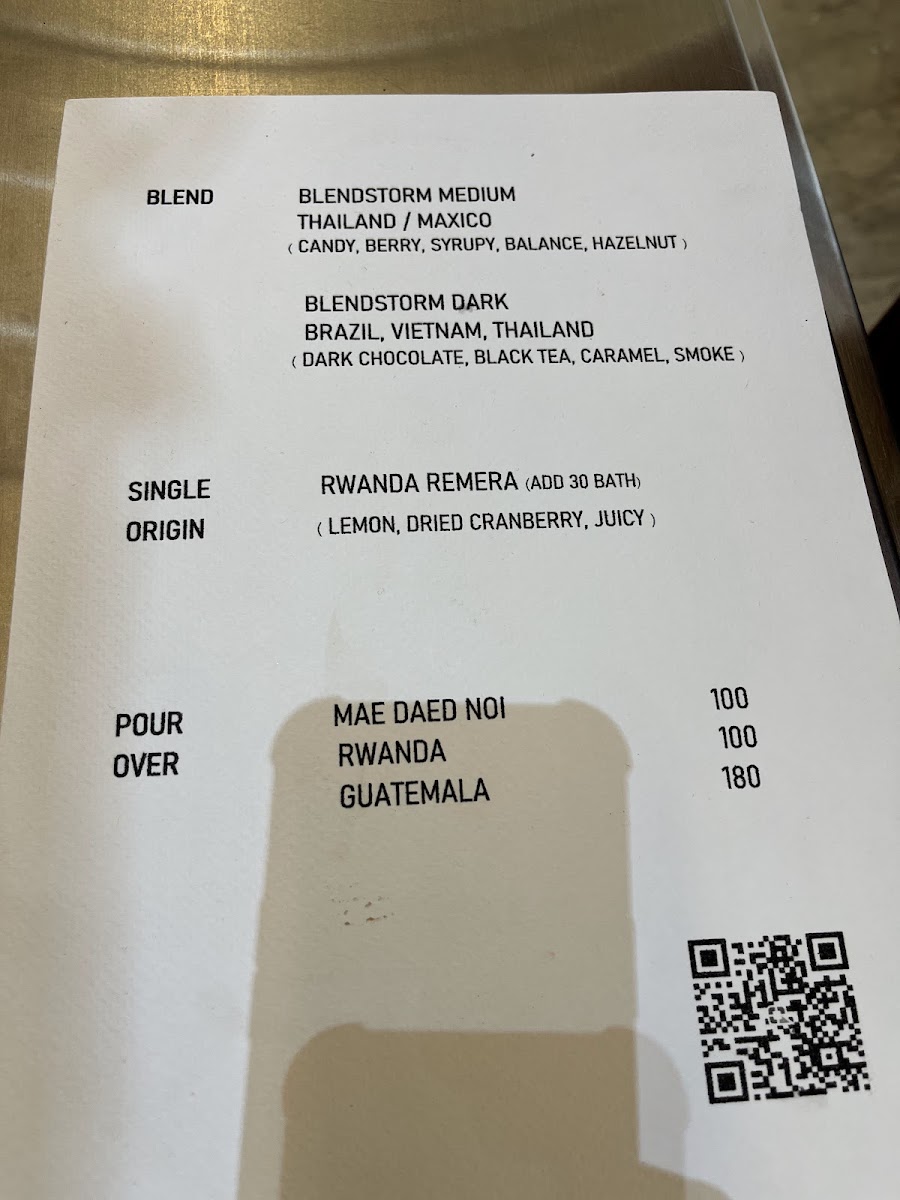 BLEND
BLENDSTORM MEDIUM
THAILAND / MAXICO
( CANDY, BERRY, SYRUPY, BALANCE, HAZELNUT )
BLENDSTORM DARK
BRAZIL, VIETNAM, THAILAND
( DARK CHOCOLATE, BLACK TEA, CARAMEL, SMOKE )
SINGLE ORIGIN
RWANDA REMERA (ADD 30 BATH)
( LEMON, DRIED CRANBERRY, JUICY )
POUR OVER
MAE DAED NOI 100
RWANDA 100
GUATEMALA 180